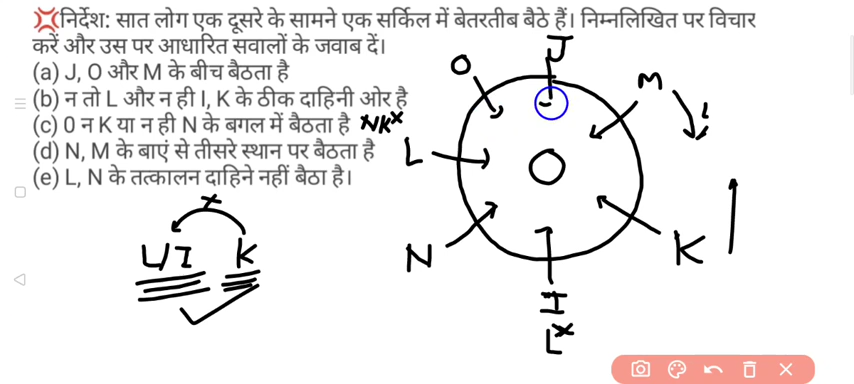 निर्देश: सात लोग एक दूसरे के सामने एक सर्किल में बेतरतीब बैठे हैं। निम्नलिखित पर विचार
करें और उस पर आधारित सवालों के जवाब दें।
(a) J, O और M के बीच बैठता है
(b) न तो L और न ही I, K के ठीक दाहिनी ओर है
(c) 0 न K या न ही N के बगल में बैठता है NK×
(d) N, M के बाएं से तीसरे स्थान पर बैठता है
(e) L, N के तत्कालन दाहिने नहीं बैठा है।
J
O
M
L
N
K
I
L×
L/I K